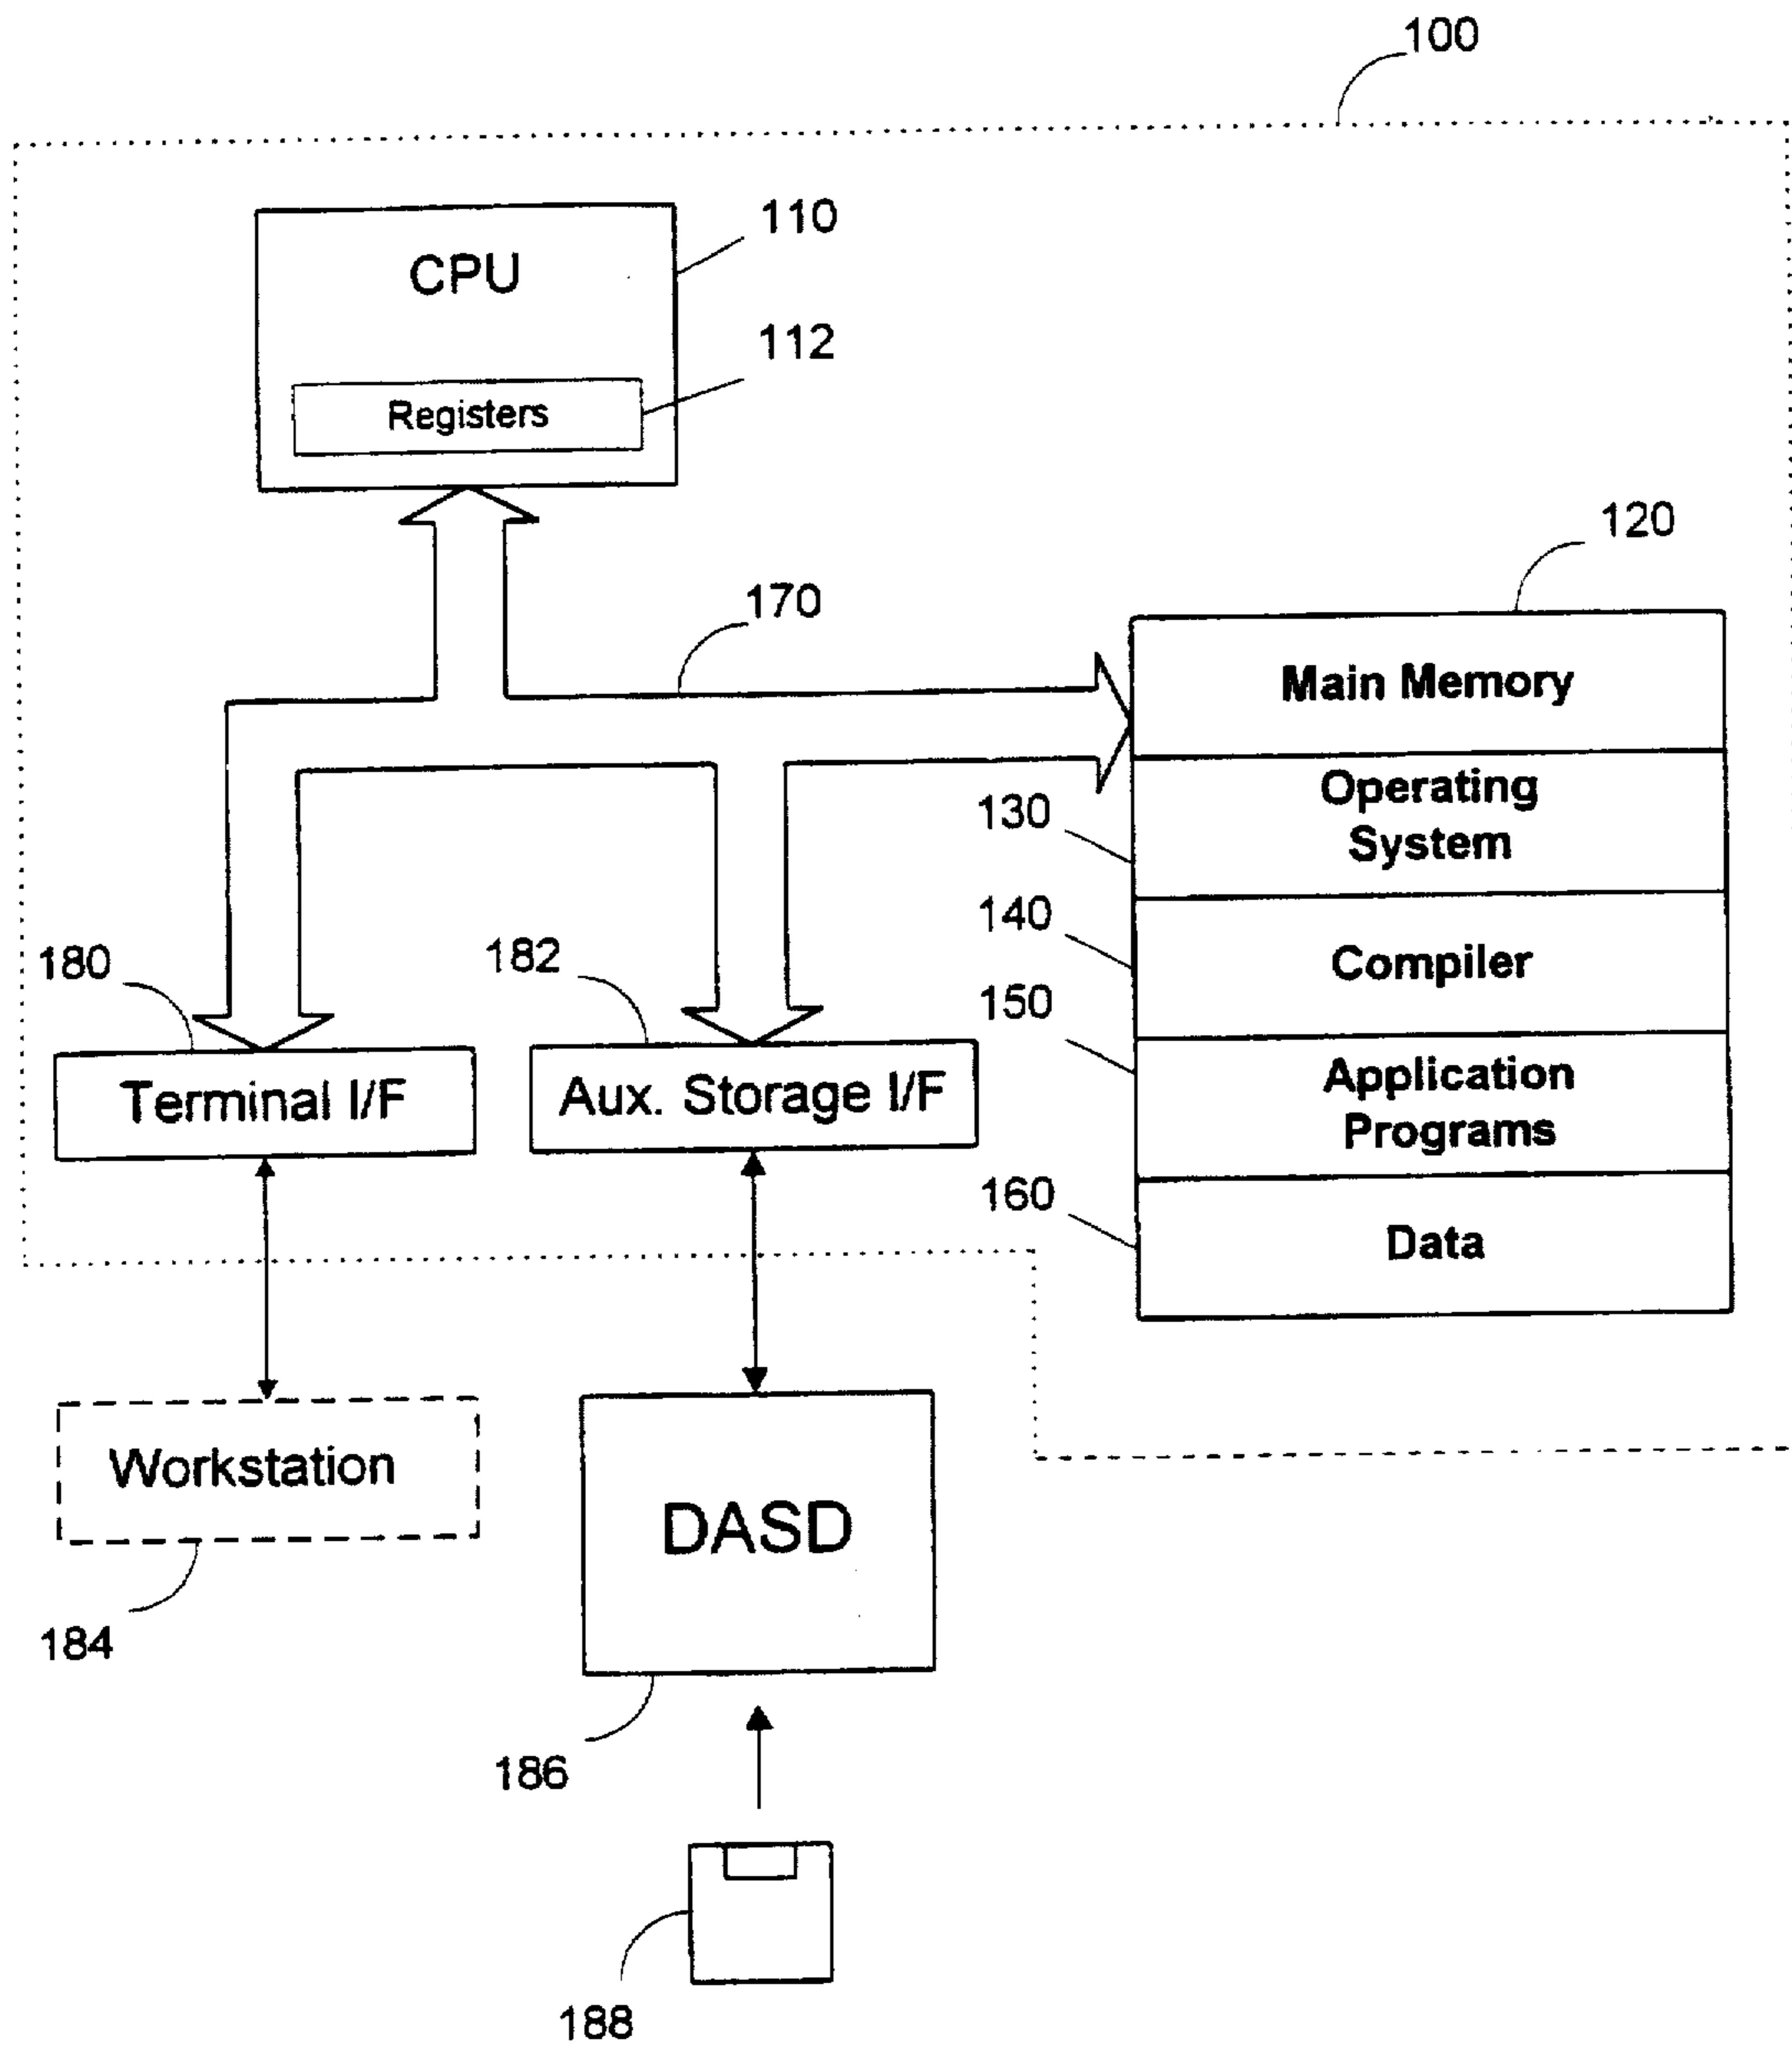 100
110
CPU
112
Registers
120
170
Main Memory
130
Operating
System
140
Compiler
180
182
150
Terminal I/F
Aux. Storage I/F
Application
Programs
160
Data
Workstation
DASD
184
186
188